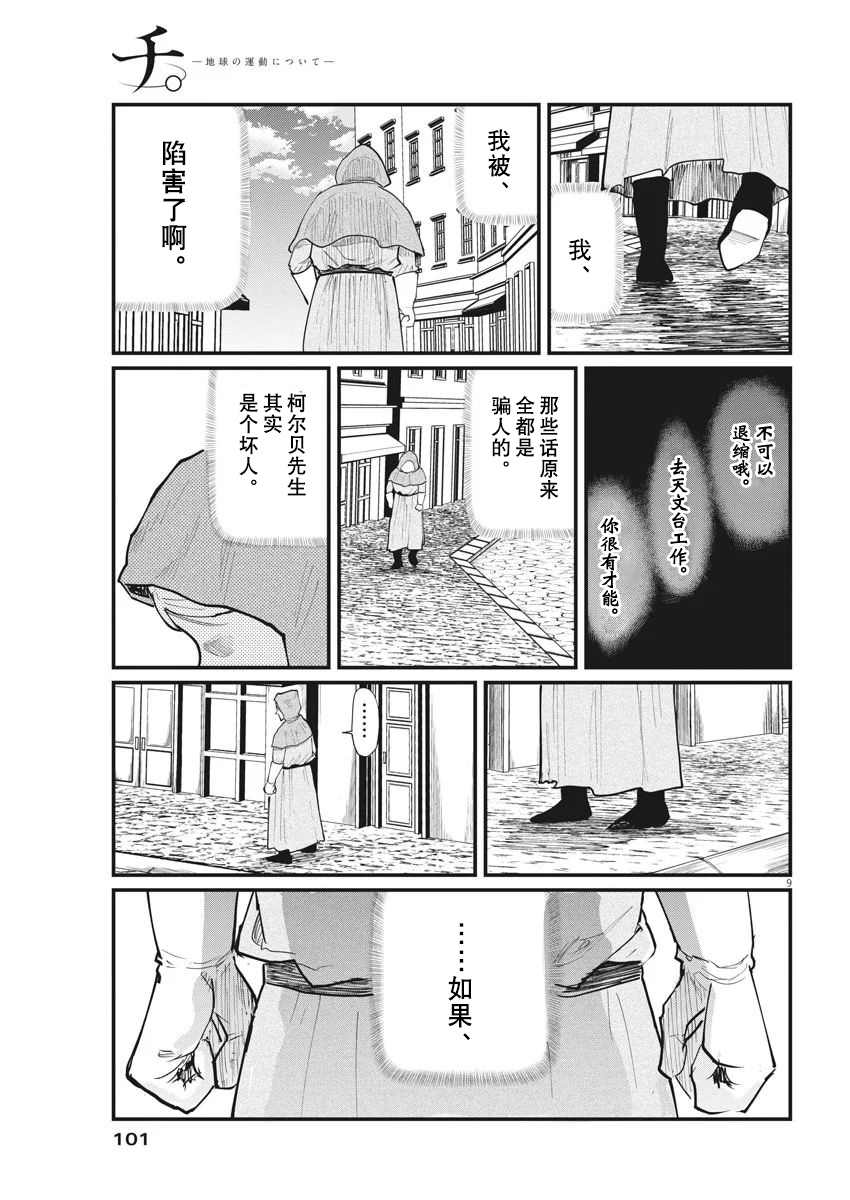 チ。
—地球の運動について—
我、
我被、
陷害了啊。
不可以
退缩哦。
去天文台工作。
你很有才能。
那些话原来
全都是
骗人的。
柯尔贝先生
其实
是个坏人。
……
9
……如果、
101